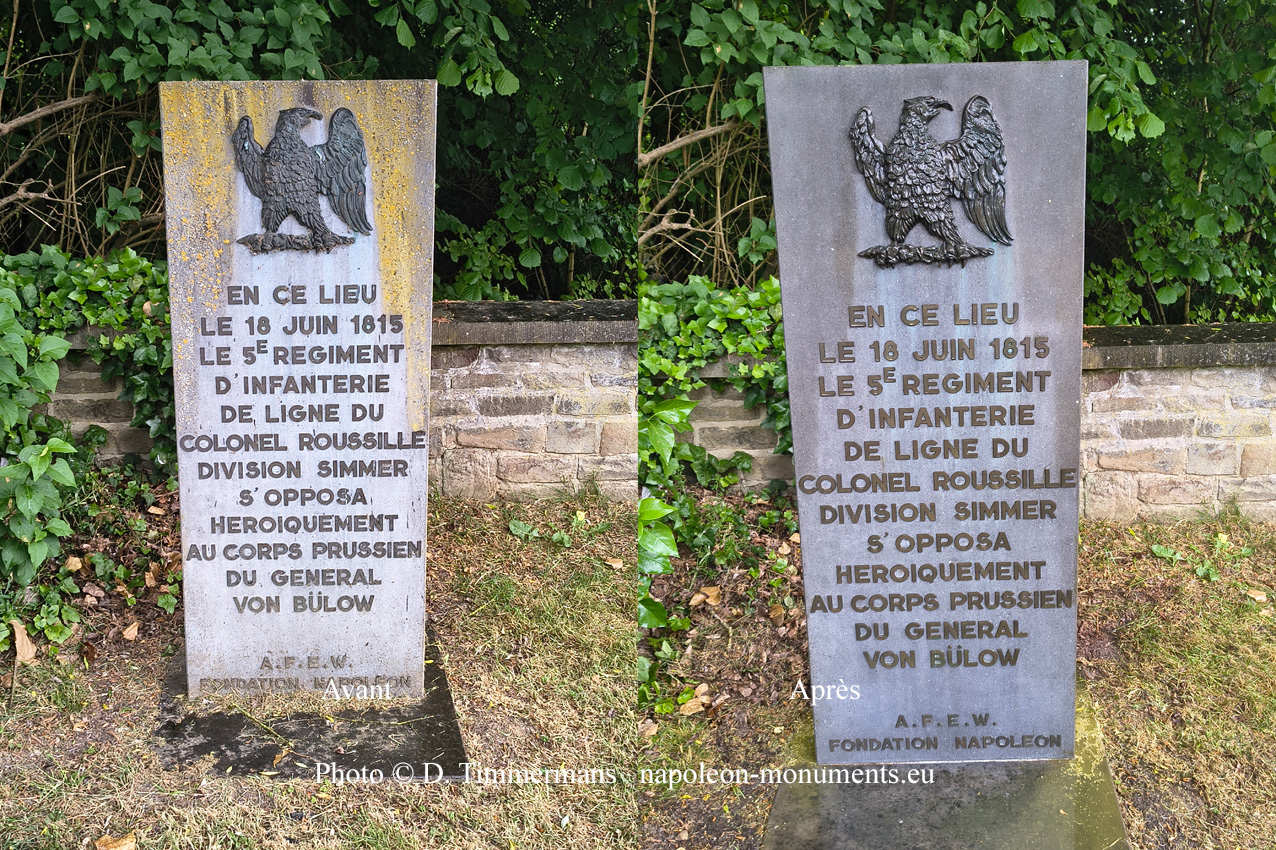 EN CE LIEU
LE 18 JUIN 1815
LE 5E REGIMENT
D'INFANTERIE
DE LIGNE DU
COLONEL ROUSSILLE
DIVISION SIMMER
S'OPPOSA
HEROIQUEMENT
AU CORPS PRUSSIEN
DU GENERAL
VON BÜLOW
A.F.E.W.
FONDATION NAPOLEON
Avant
EN CE LIEU
LE 18 JUIN 1815
LE 5E REGIMENT
D'INFANTERIE
DE LIGNE DU
COLONEL ROUSSILLE
DIVISION SIMMER
S'OPPOSA
HEROIQUEMENT
AU CORPS PRUSSIEN
DU GENERAL
VON BÜLOW
Après
A.F.E.W.
FONDATION NAPOLEON
Photo © D. Timmermans napoleon-monuments.eu